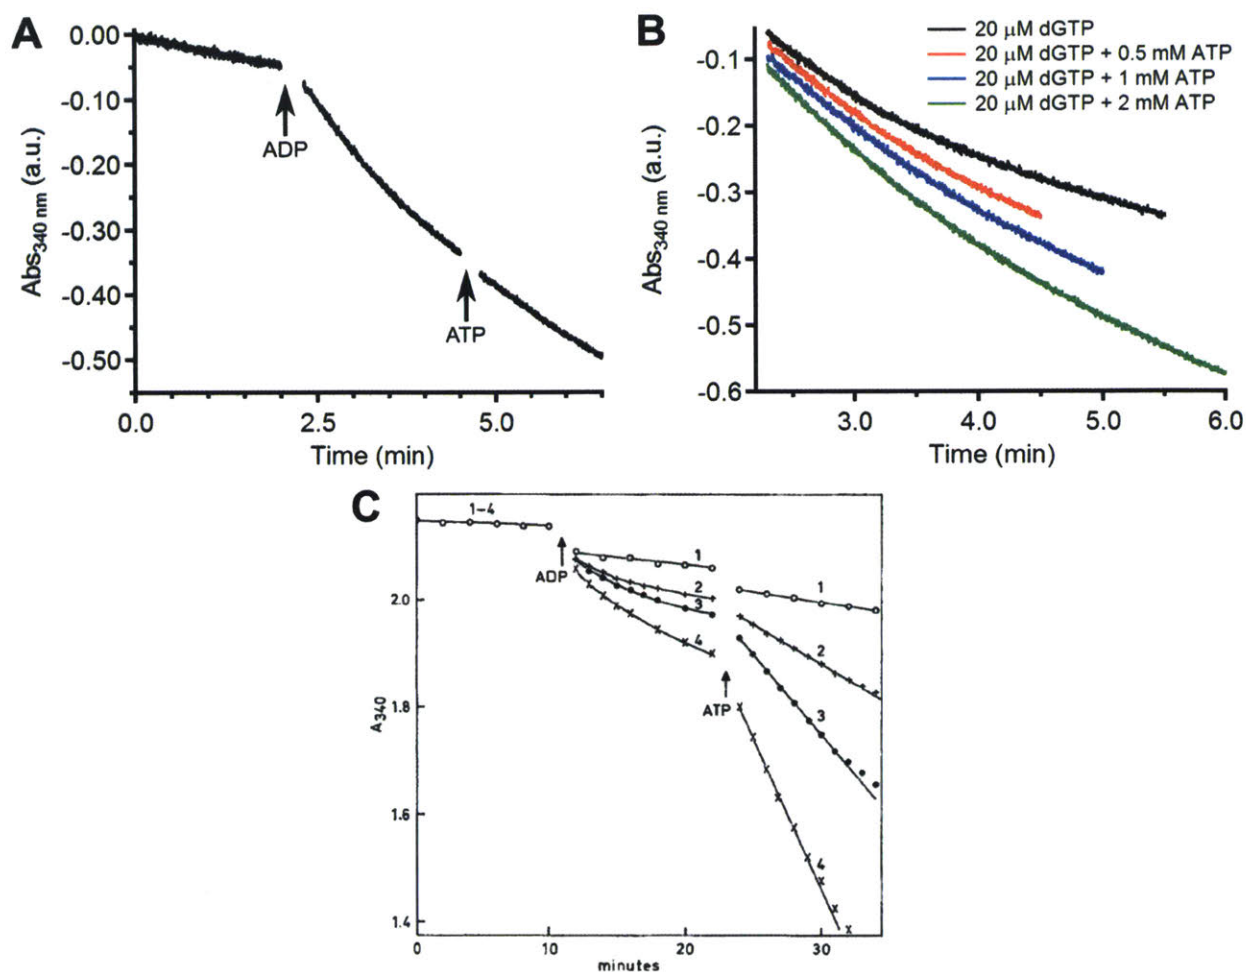 A
0.00
-0.10
-0.20
-0.30
-0.40
-0.50
Abs340 nm (a.u.)
ADP
ATP
0.0
2.5
5.0
Time (min)
B
20 μM dGTP
20 μM dGTP + 0.5 mM ATP
20 μM dGTP + 1 mM ATP
20 μM dGTP + 2 mM ATP
-0.1
-0.2
-0.3
-0.4
-0.5
-0.6
Abs340 nm (a.u.)
3.0
4.0
5.0
6.0
Time (min)
C
1-4
ADP
1
2
3
4
ATP
1
2
3
4
2.0
1.8
1.6
1.4
A340
0
10
20
30
minutes